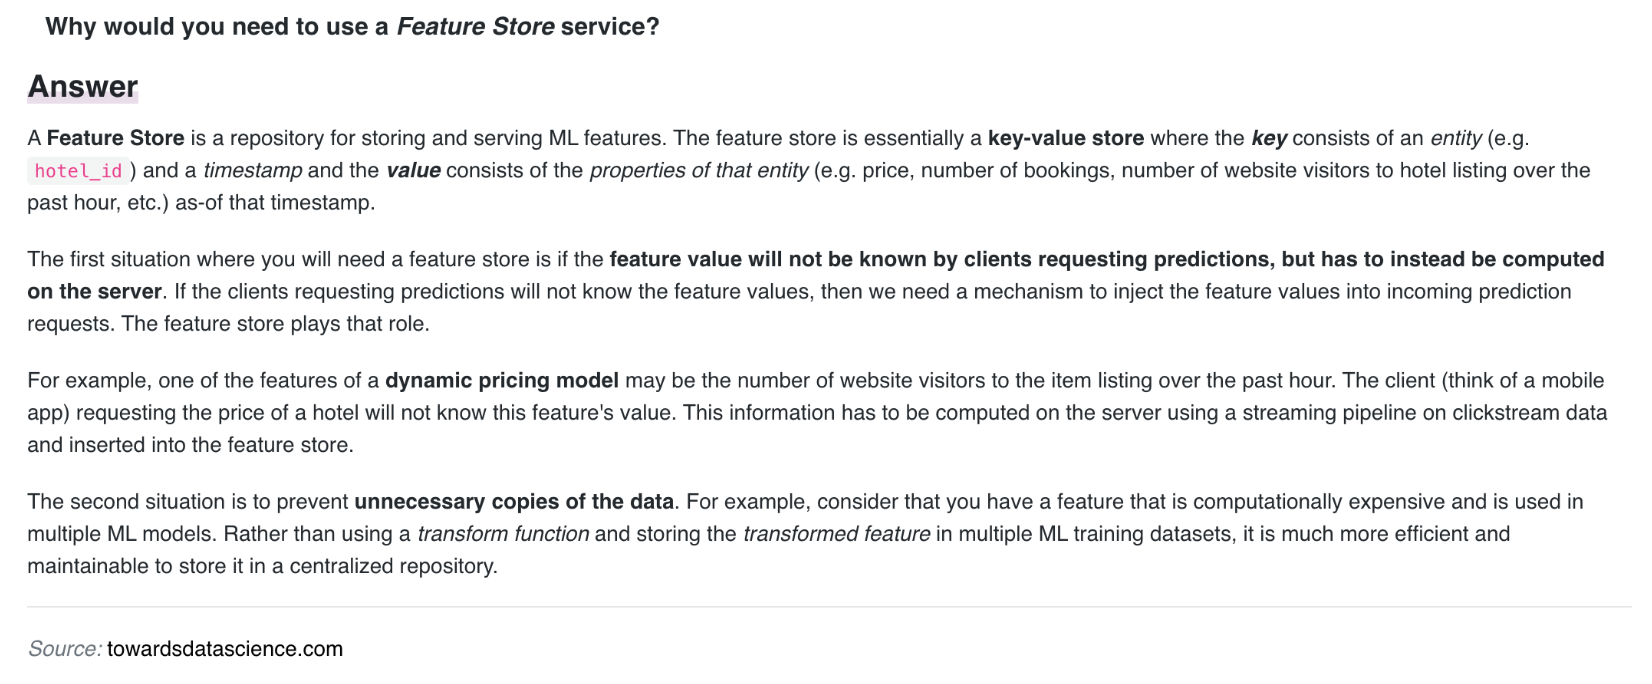 Why would you need to use a Feature Store service?
Answer
A Feature Store is a repository for storing and serving ML features. The feature store is essentially a key-value store where the key consists of an entity (e.g.
hotel_id ) and a timestamp and the value consists of the properties of that entity (e.g. price, number of bookings, number of website visitors to hotel listing over the
past hour, etc.) as-of that timestamp.
The first situation where you will need a feature store is if the feature value will not be known by clients requesting predictions, but has to instead be computed
on the server. If the clients requesting predictions will not know the feature values, then we need a mechanism to inject the feature values into incoming prediction
requests. The feature store plays that role.
For example, one of the features of a dynamic pricing model may be the number of website visitors to the item listing over the past hour. The client (think of a mobile
app) requesting the price of a hotel will not know this feature's value. This information has to be computed on the server using a streaming pipeline on clickstream data
and inserted into the feature store.
The second situation is to prevent unnecessary copies of the data. For example, consider that you have a feature that is computationally expensive and is used in
multiple ML models. Rather than using a transform function and storing the transformed feature in multiple ML training datasets, it is much more efficient and
maintainable to store it in a centralized repository.
Source: towardsdatascience.com